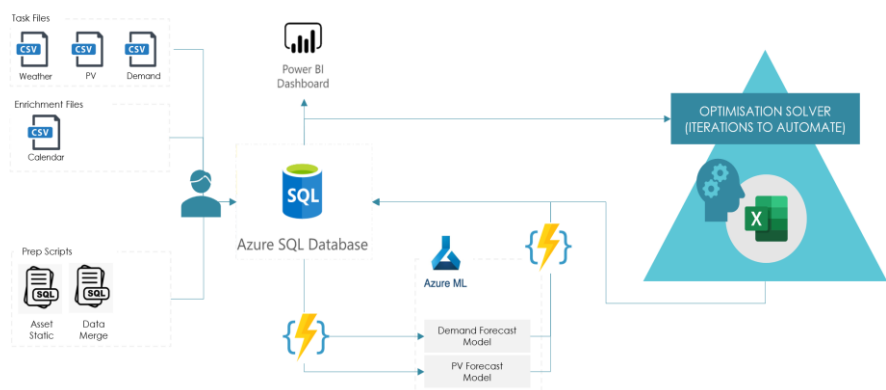 Task Files
CSV
CSV
CSV
Weather
PV
Demand
Enrichment Files
CSV
Calendar
Prep Scripts
SQL
SQL
Asset
Static
Data
Merge
Power BI
Dashboard
SQL
Azure SQL Database
Azure ML
Demand Forecast
Model
PV Forecast
Model
OPTIMISATION SOLVER
(ITERATIONS TO AUTOMATE)
X